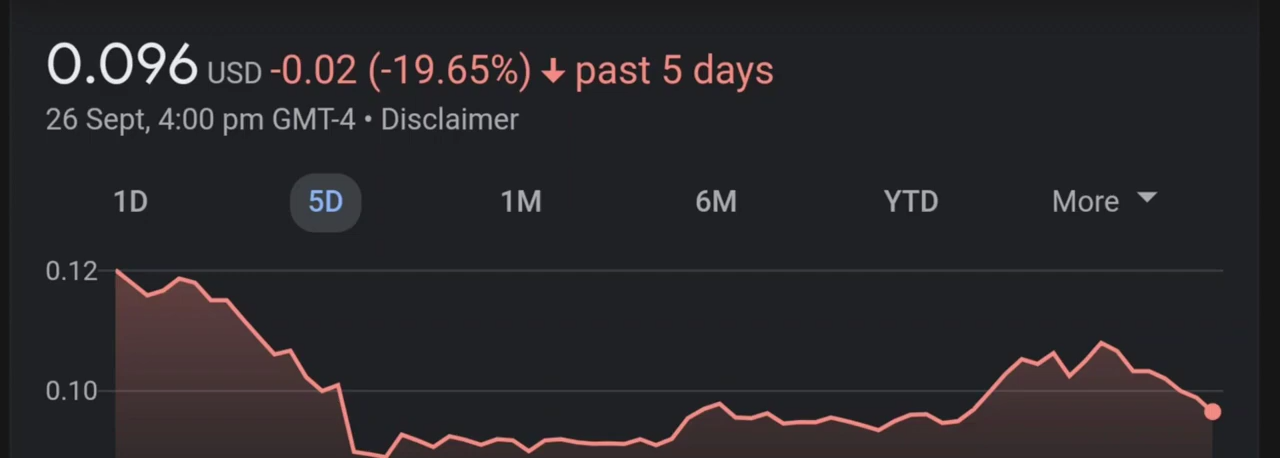 0.096 USD -0.02 (-19.65%) ↓ past 5 days
26 Sept, 4:00 pm GMT-4 • Disclaimer
1D 5D 1M 6M YTD More
0.12
0.10